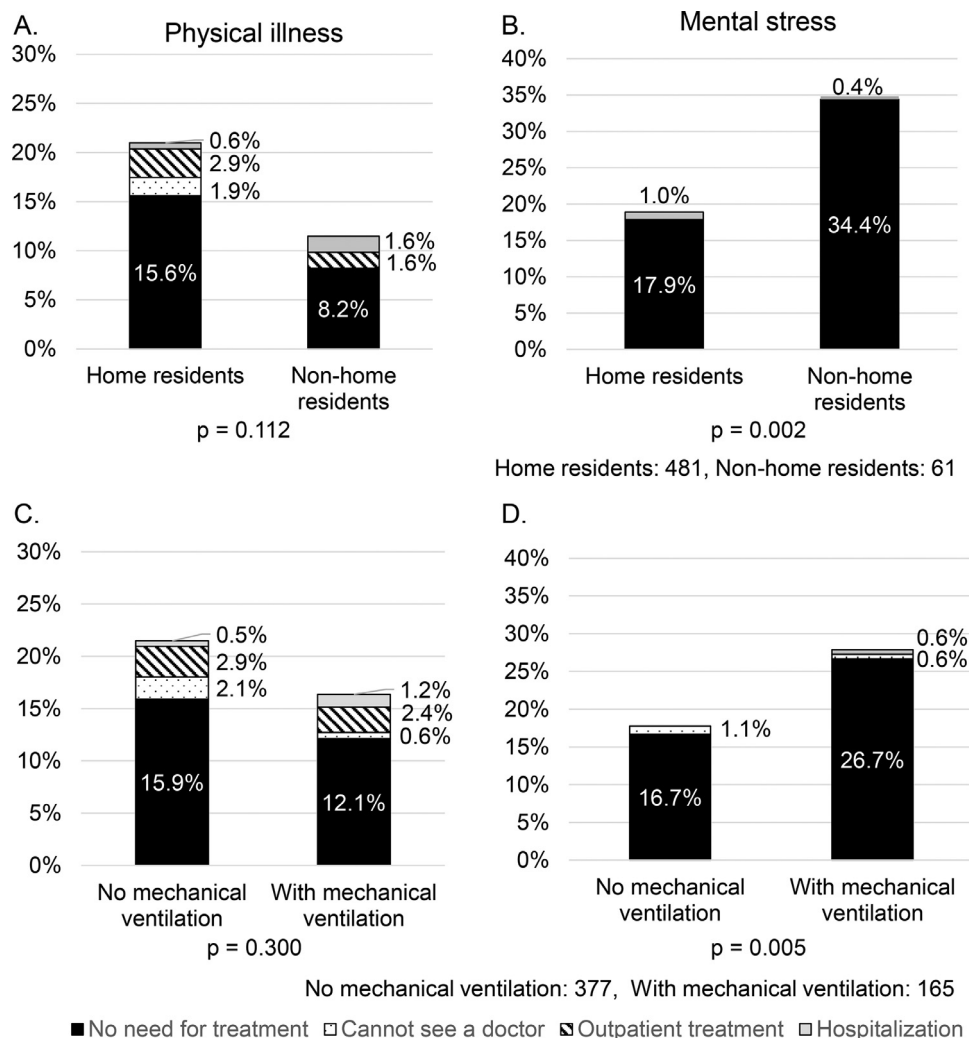 A.
Physical illness
30%
25%
20%
15%
10%
5%
0%
0.6%
2.9%
1.9%
15.6%
1.6%
1.6%
8.2%
Home residents
Non-home
residents
p = 0.112
B.
Mental stress
40%
35%
30%
25%
20%
15%
10%
5%
0%
1.0%
17.9%
0.4%
34.4%
Home residents
Non-home
residents
p = 0.002
Home residents: 481, Non-home residents: 61
C.
30%
25%
20%
15%
10%
5%
0%
0.5%
2.9%
2.1%
15.9%
1.2%
2.4%
0.6%
12.1%
No mechanical
ventilation
With mechanical
ventilation
p = 0.300
D.
40%
35%
30%
25%
20%
15%
10%
5%
0%
1.1%
16.7%
0.6%
0.6%
26.7%
No mechanical
ventilation
With mechanical
ventilation
p = 0.005
No mechanical ventilation: 377, With mechanical ventilation: 165
No need for treatment Cannot see a doctor Outpatient treatment Hospitalization